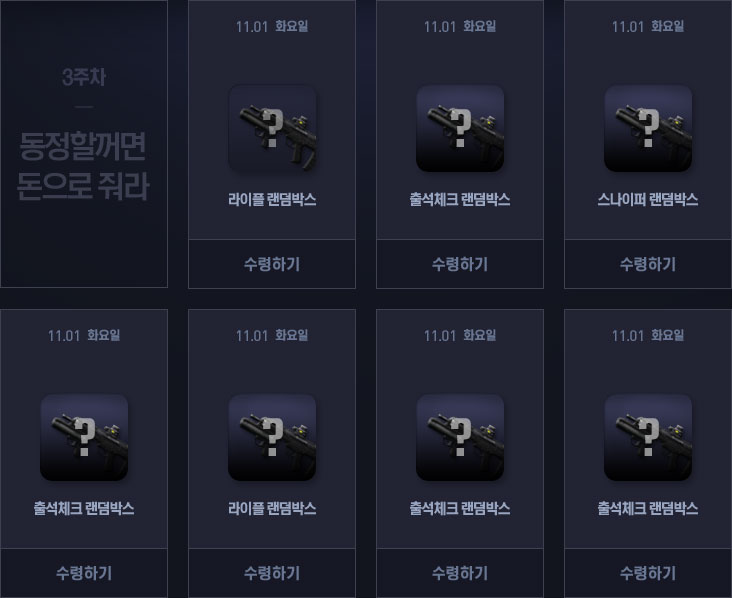 3주차
동정할꺼면
돈으로 줘라
11.01 화요일
라이플 랜덤박스
수령하기
11.01 화요일
출석체크 랜덤박스
수령하기
11.01 화요일
스나이퍼 랜덤박스
수령하기
11.01 화요일
출석체크 랜덤박스
수령하기
11.01 화요일
라이플 랜덤박스
수령하기
11.01 화요일
출석체크 랜덤박스
수령하기
11.01 화요일
출석체크 랜덤박스
수령하기